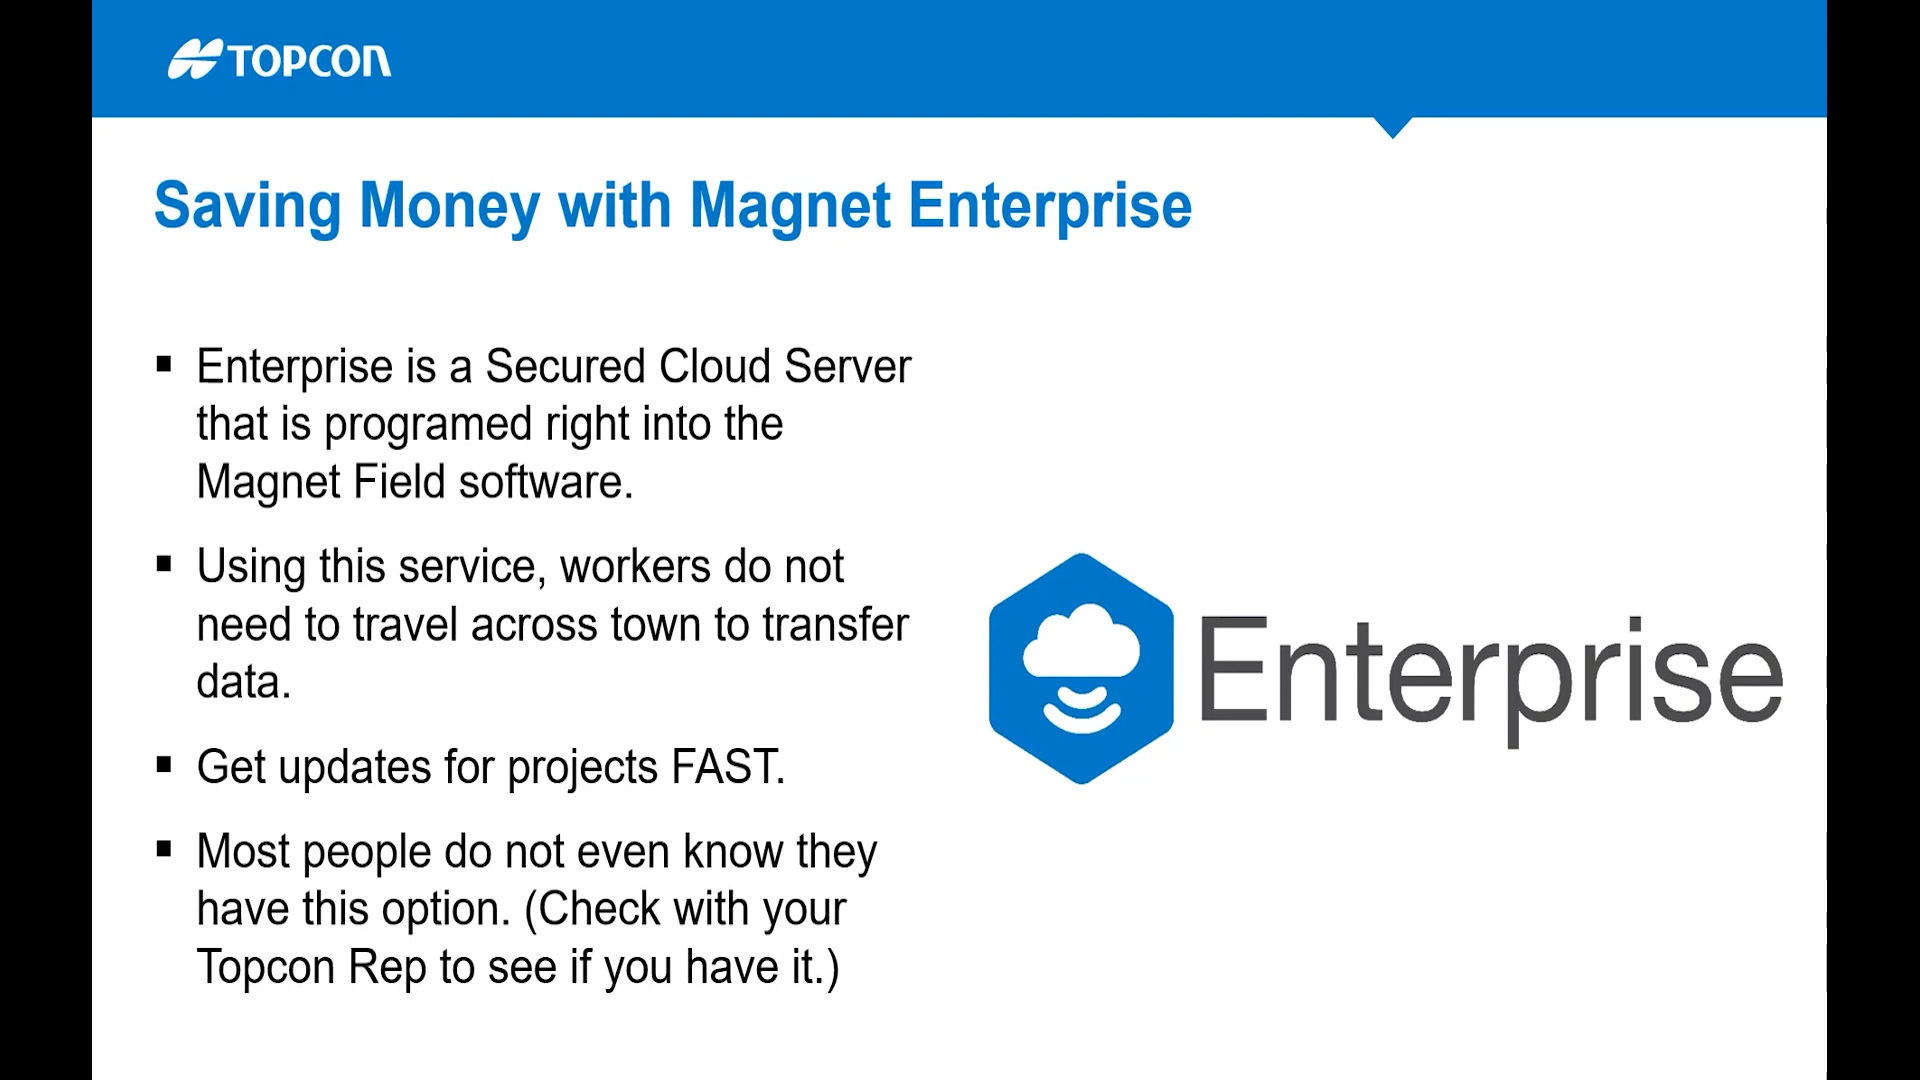 TOPCON
Saving Money with Magnet Enterprise
▪ Enterprise is a Secured Cloud Server
that is programed right into the
Magnet Field software.
▪ Using this service, workers do not
need to travel across town to transfer
data.
▪ Get updates for projects FAST.
▪ Most people do not even know they
have this option. (Check with your
Topcon Rep to see if you have it.)
Enterprise